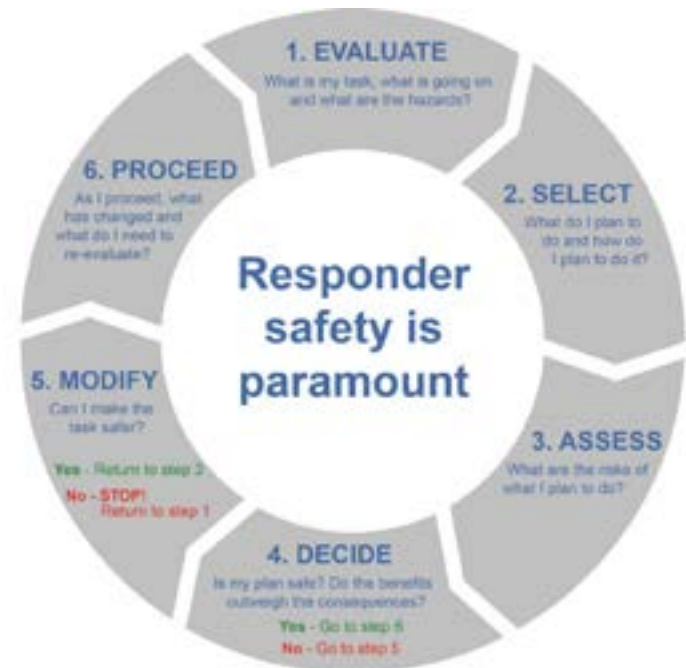 1. EVALUATE
What is my task, what is going on
and what are the hazards?
2. SELECT
What do I plan to
do and how do
I plan to do it?
3. ASSESS
What are the risks of
what I plan to do?
4. DECIDE
Is my plan safe? Do the benefits
outweigh the consequences?
Yes - Go to step 6
No - Go to step 5
5. MODIFY
Can I make the
task safer?
Yes - Return to step 2
No - STOP!
Return to step 1
6. PROCEED
As I proceed, what
has changed and
what do I need to
re-evaluate?
Responder
safety is
paramount